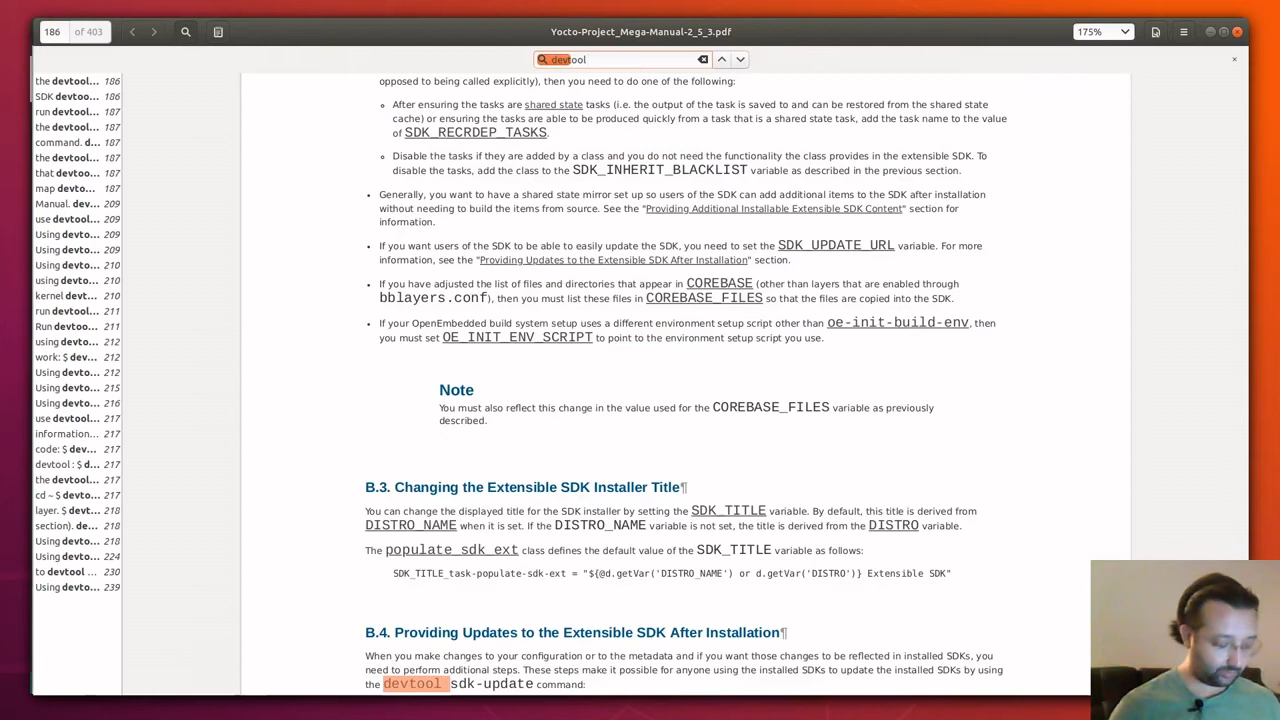 186 of 403
Yocto-Project_Mega-Manual-2_5_3.pdf
175%
devtool
the devtool... 186
SDK devtoo... 186
run devtoo... 187
the devtool... 187
command. d... 187
the devtool... 187
that devtoo... 187
map devto... 187
Manual. dev... 209
use devtool... 209
Using devto... 209
Using devto... 209
Using devto... 210
using devto... 210
kernel devt... 210
run devtool... 211
Run devtoo... 211
using devto... 212
work: $ dev... 212
Using devto... 212
Using devto... 215
Using devto... 216
use devtool... 217
information... 217
code: $ dev... 217
devtool : $ d... 217
the devtool... 217
cd ~ $ devto... 217
layer. $ devt... 218
section). de... 218
Using devto... 218
Using devto... 224
to devtool ... 230
Using devto... 239
opposed to being called explicitly), then you need to do one of the following:
After ensuring the tasks are shared state tasks (i.e. the output of the task is saved to and can be restored from the shared state
cache) or ensuring the tasks are able to be produced quickly from a task that is a shared state task, add the task name to the value
of SDK_RECRDEP_TASKS.
Disable the tasks if they are added by a class and you do not need the functionality the class provides in the extensible SDK. To
disable the tasks, add the class to the SDK_INHERIT_BLACKLIST variable as described in the previous section.
Generally, you want to have a shared state mirror set up so users of the SDK can add additional items to the SDK after installation
without needing to build the items from source. See the "Providing Additional Installable Extensible SDK Content" section for
information.
If you want users of the SDK to be able to easily update the SDK, you need to set the SDK_UPDATE_URL variable. For more
information, see the "Providing Updates to the Extensible SDK After Installation" section.
If you have adjusted the list of files and directories that appear in COREBASE (other than layers that are enabled through
bblayers.conf), then you must list these files in COREBASE_FILES so that the files are copied into the SDK.
If your OpenEmbedded build system setup uses a different environment setup script other than oe-init-build-env, then
you must set OE_INIT_ENV_SCRIPT to point to the environment setup script you use.
Note
You must also reflect this change in the value used for the COREBASE_FILES variable as previously
described.
B.3. Changing the Extensible SDK Installer Title¶
You can change the displayed title for the SDK installer by setting the SDK_TITLE variable. By default, this title is derived from
DISTRO_NAME when it is set. If the DISTRO_NAME variable is not set, the title is derived from the DISTRO variable.
The populate_sdk_ext class defines the default value of the SDK_TITLE variable as follows:
SDK_TITLE_task-populate-sdk-ext = "${@d.getVar('DISTRO_NAME') or d.getVar('DISTRO')} Extensible SDK"
B.4. Providing Updates to the Extensible SDK After Installation¶
When you make changes to your configuration or to the metadata and if you want those changes to be reflected in installed SDKs, you
need to perform additional steps. These steps make it possible for anyone using the installed SDKs to update the installed SDKs by using
the devtool sdk-update command: